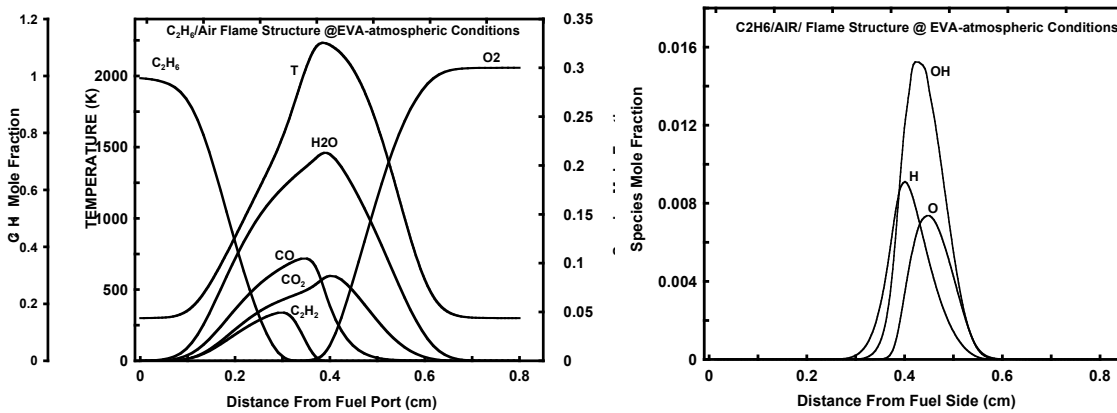 C₂H₆/Air Flame Structure @EVA-atmospheric Conditions
C₂H₆
T
O2
H2O
CO
CO₂
C₂H₂
1.2
1
0.8
0.6
0.4
0.2
0
Mole Fraction
2000
1500
1000
500
0
TEMPERATURE (K)
0.35
0.3
0.25
0.2
0.15
0.1
0.05
0
0
0.2
0.4
0.6
0.8
Distance From Fuel Port (cm)
C2H6/AIR/ Flame Structure @ EVA-atmospheric Conditions
OH
H
O
0.016
0.012
0.008
0.004
0.000
Species Mole Fraction
0
0.2
0.4
0.6
0.8
Distance From Fuel Side (cm)